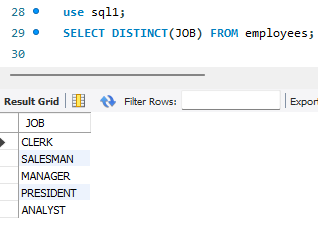 28 use sql1;
29 SELECT DISTINCT(JOB) FROM employees;
30
Result Grid Filter Rows: Export
JOB
CLERK
SALESMAN
MANAGER
PRESIDENT
ANALYST